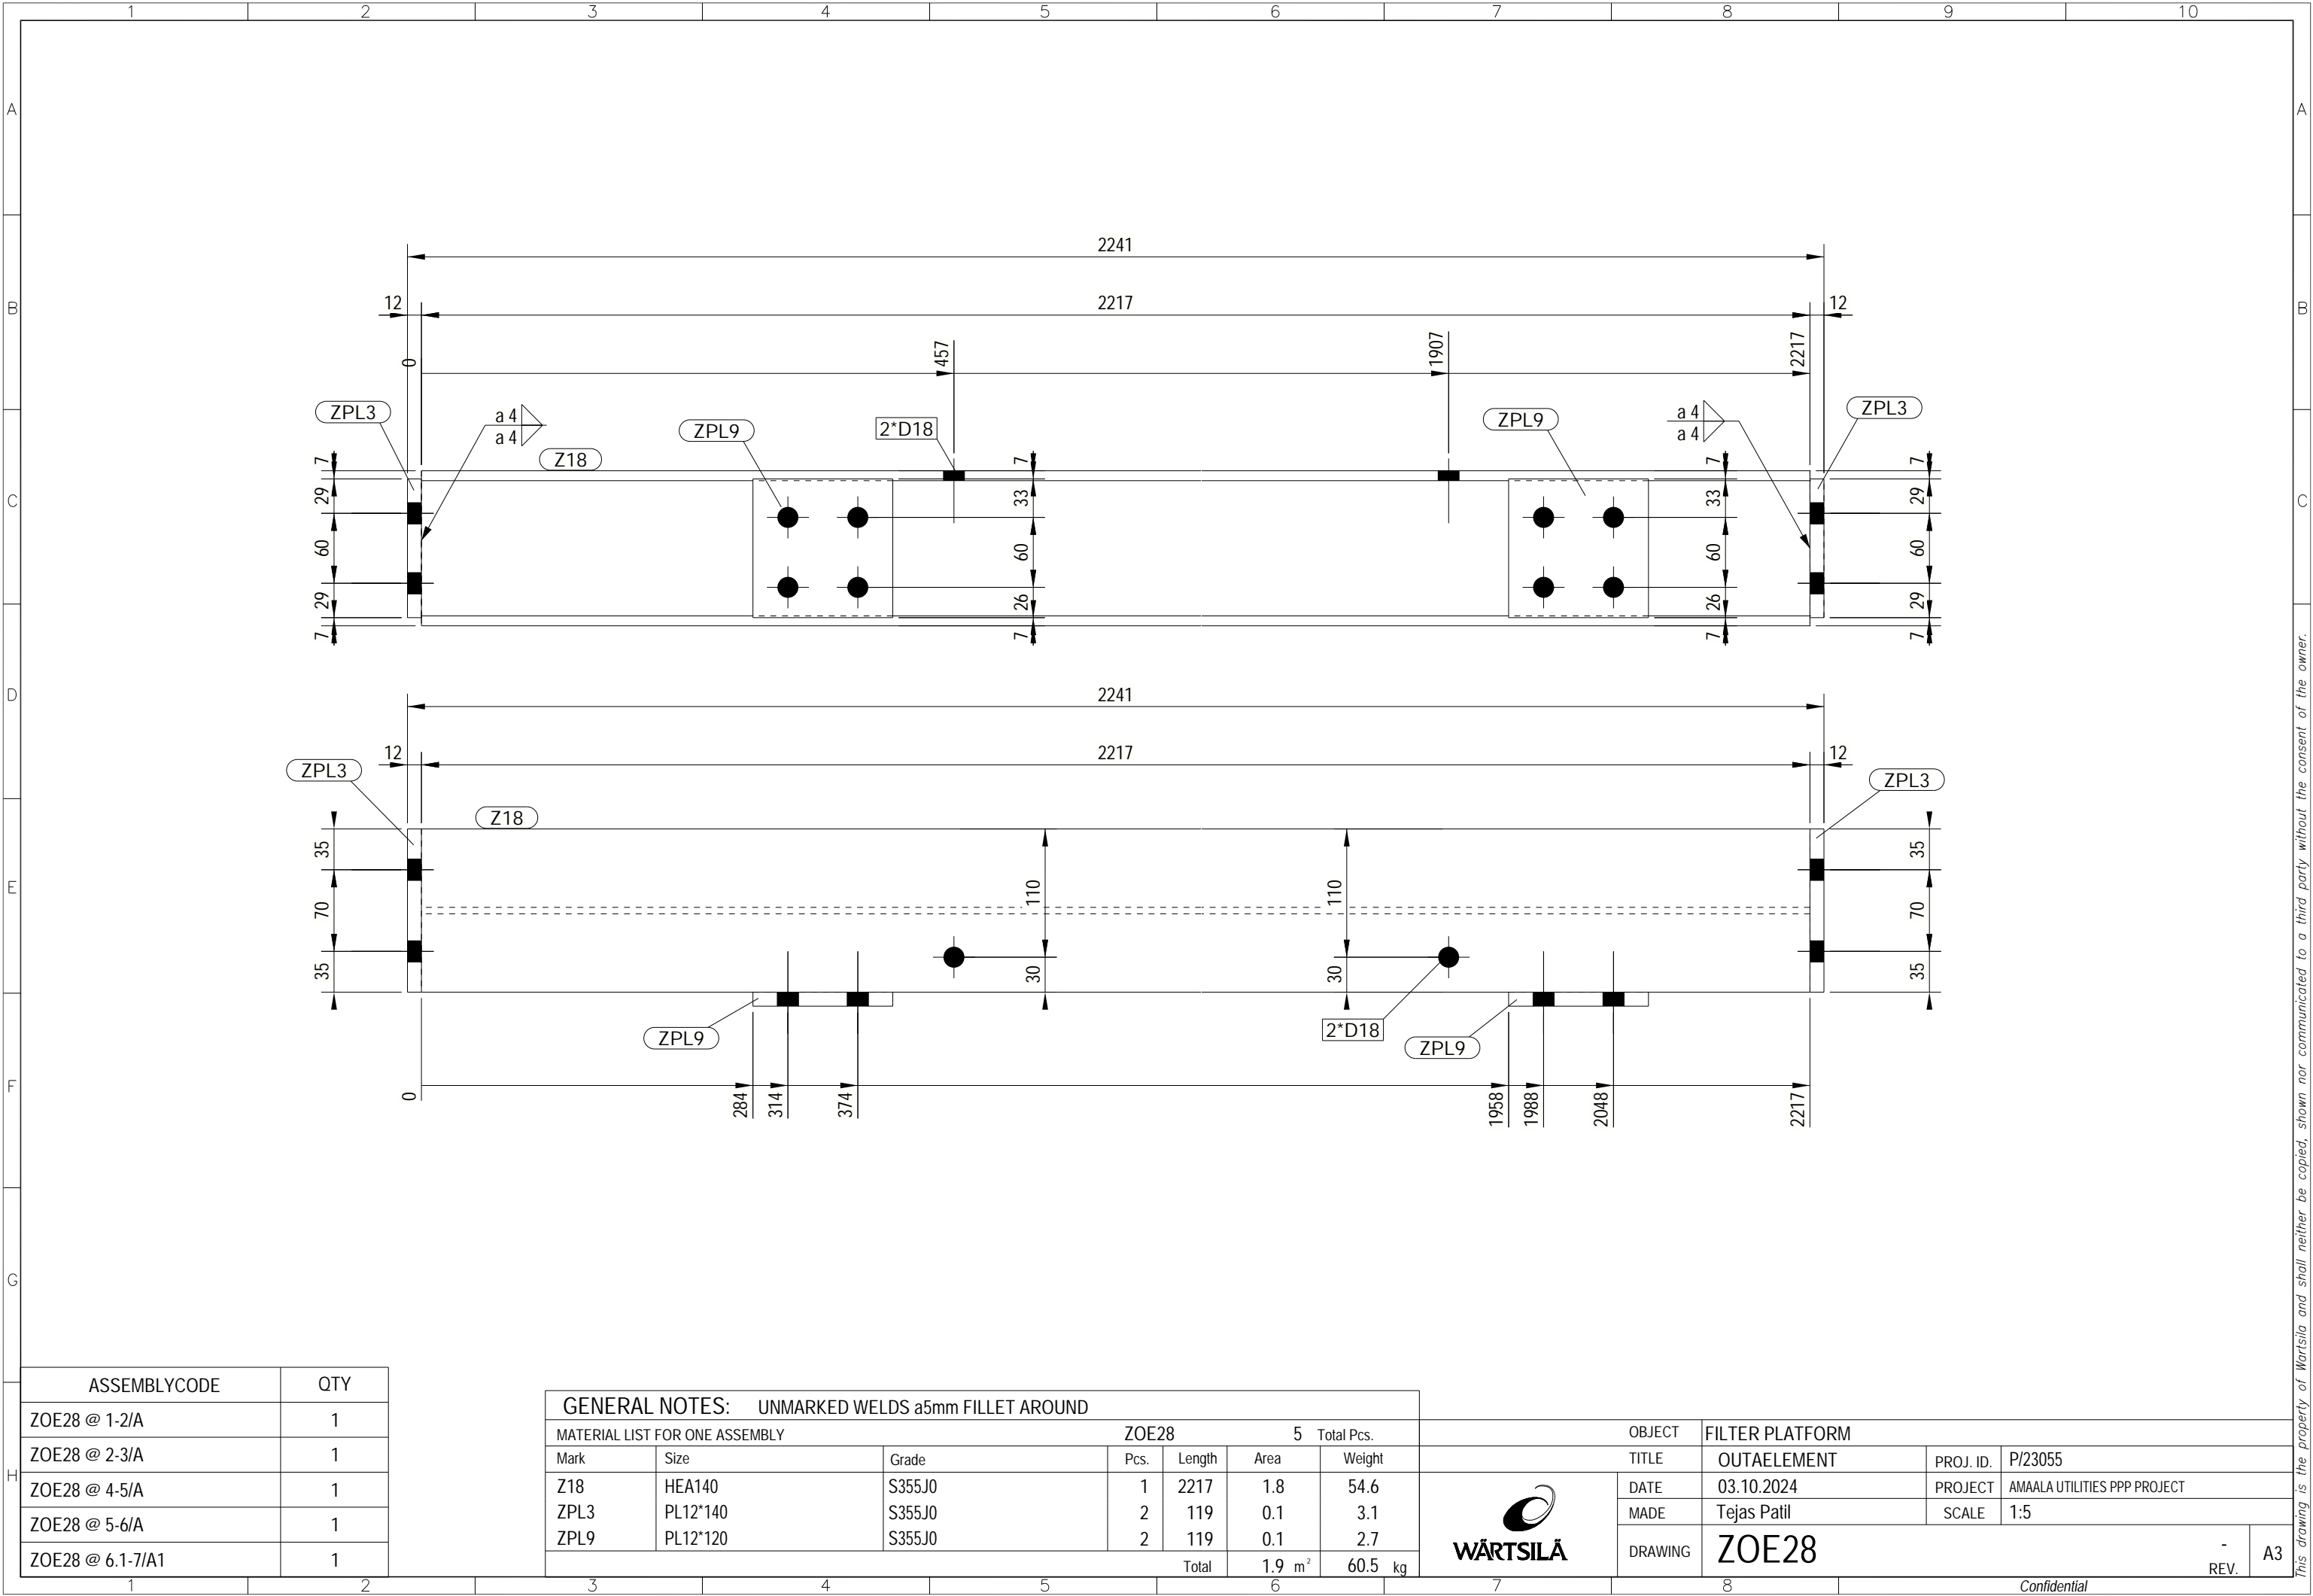 1 2 3 4 5 6 7 8 9 10
A A
2241
B 12 2217 12 B
0 457 1907 2217
ZPL3 a 4 ZPL9 2*D18 ZPL9 a 4 ZPL3
a 4 a 4
Z18
7 7 7 7
C 29 33 33 29 C
60 60 60 60
29 26 26 29
7 7 7 7
D 2241
12 2217 12
ZPL3 Z18 ZPL3
35 35
E 70 110 110 70
35 30 30 35
ZPL9 2*D18 ZPL9
F 0 284 314 374 1958 1988 2048 2217
G
H
ASSEMBLYCODE QTY
ZOE28 @ 1-2/A 1
ZOE28 @ 2-3/A 1
ZOE28 @ 4-5/A 1
ZOE28 @ 5-6/A 1
ZOE28 @ 6.1-7/A1 1
GENERAL NOTES: UNMARKED WELDS a5mm FILLET AROUND
MATERIAL LIST FOR ONE ASSEMBLY ZOE28 5 Total Pcs.
Mark Size Grade Pcs. Length Area Weight
Z18 HEA140 S355J0 1 2217 1.8 54.6
ZPL3 PL12*140 S355J0 2 119 0.1 3.1
ZPL9 PL12*120 S355J0 2 119 0.1 2.7
Total 1.9 m² 60.5 kg
WÄRTSILÄ
OBJECT FILTER PLATFORM
TITLE OUTAELEMENT PROJ. ID. P/23055
DATE 03.10.2024 PROJECT AMAALA UTILITIES PPP PROJECT
MADE Tejas Patil SCALE 1:5
DRAWING ZOE28 - REV. A3
1 2 3 4 5 6 7 8 Confidential
This drawing is the property of Wartsila and shall neither be copied, shown nor communicated to a third party without the consent of the owner.